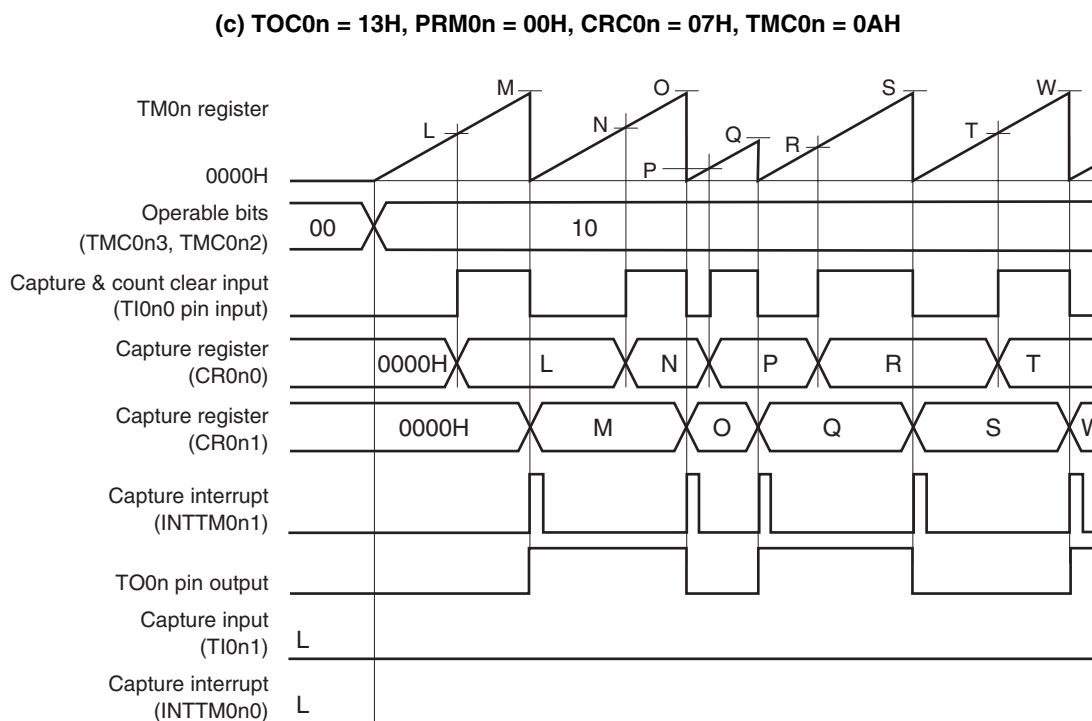 (c) TOC0n = 13H, PRM0n = 00H, CRC0n = 07H, TMC0n = 0AH
M O S W
TM0n register
L N Q R T
P
0000H
Operable bits
(TMC0n3, TMC0n2)
00 10
Capture & count clear input
(TI0n0 pin input)
Capture register
(CR0n0)
0000H L N P R T
Capture register
(CR0n1)
0000H M O Q S W
Capture interrupt
(INTTM0n1)
TO0n pin output
Capture input
(TI0n1)
L
Capture interrupt
(INTTM0n0)
L